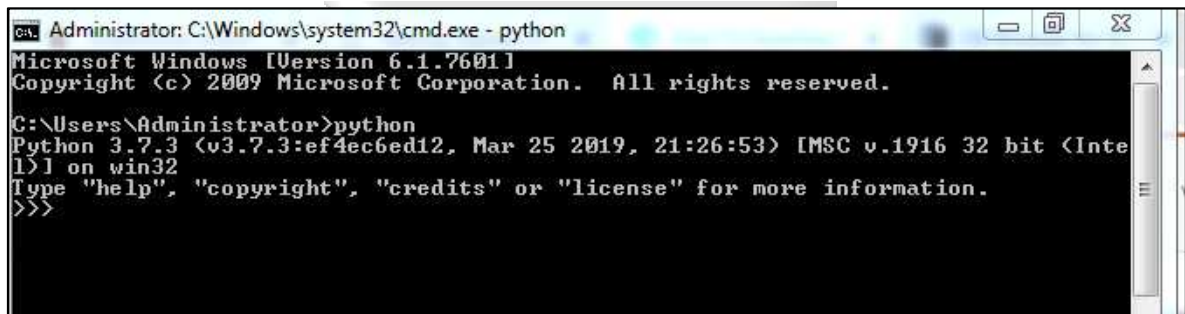 Administrator: C:\Windows\system32\cmd.exe - python
Microsoft Windows [Version 6.1.7601]
Copyright (c) 2009 Microsoft Corporation.  All rights reserved.
C:\Users\Administrator>python
Python 3.7.3 (v3.7.3:ef4ec6ed12, Mar 25 2019, 21:26:53) [MSC v.1916 32 bit (Inte
l)] on win32
Type "help", "copyright", "credits" or "license" for more information.
>>>